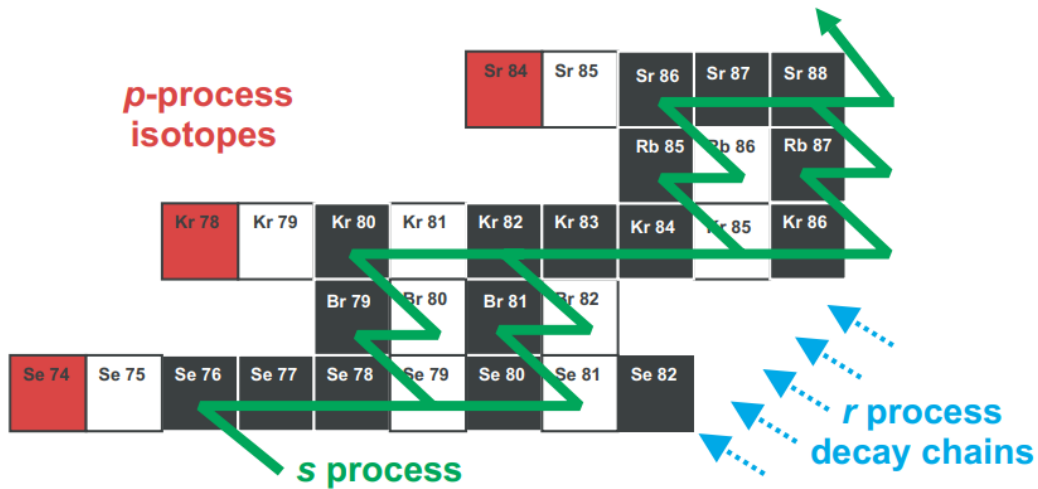 Sr 84 Sr 85 Sr 86 Sr 87 Sr 88
p-process
isotopes
Rb 85 Rb 86 Rb 87
Kr 78 Kr 79 Kr 80 Kr 81 Kr 82 Kr 83 Kr 84 Kr 85 Kr 86
Br 79 Br 80 Br 81 Br 82
Se 74 Se 75 Se 76 Se 77 Se 78 Se 79 Se 80 Se 81 Se 82
r process
decay chains
s process